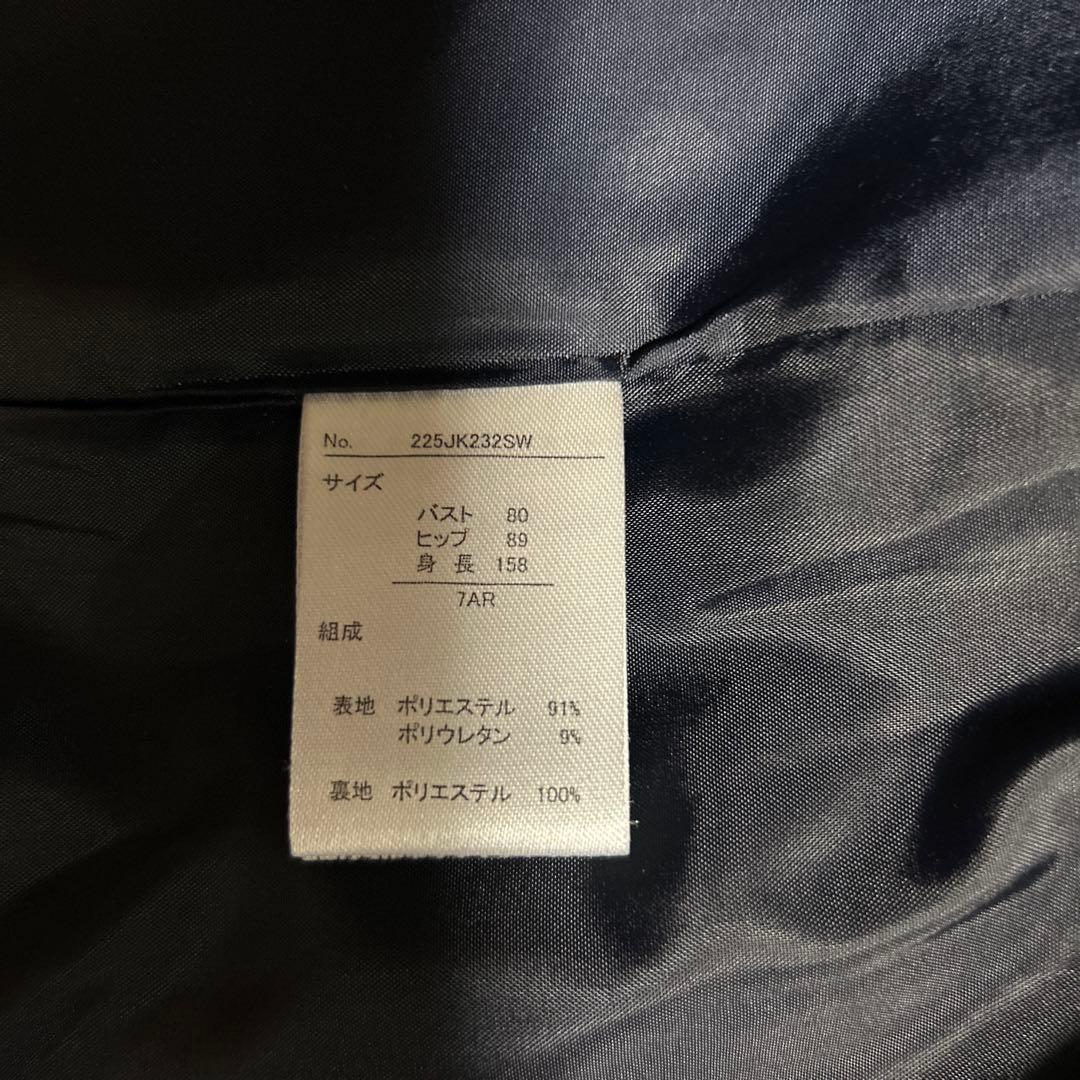 No. 225JK232SW
サイズ
バスト 80
ヒップ 89
身長 158
7AR
組成
表地 ポリエステル 91%
ポリウレタン 9%
裏地 ポリエステル 100%